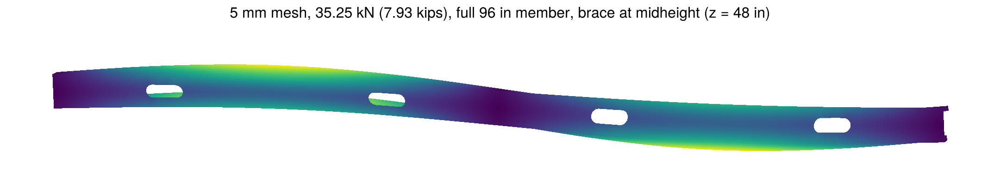 5 mm mesh, 35.25 kN (7.93 kips), full 96 in member, brace at midheight (z = 48 in)